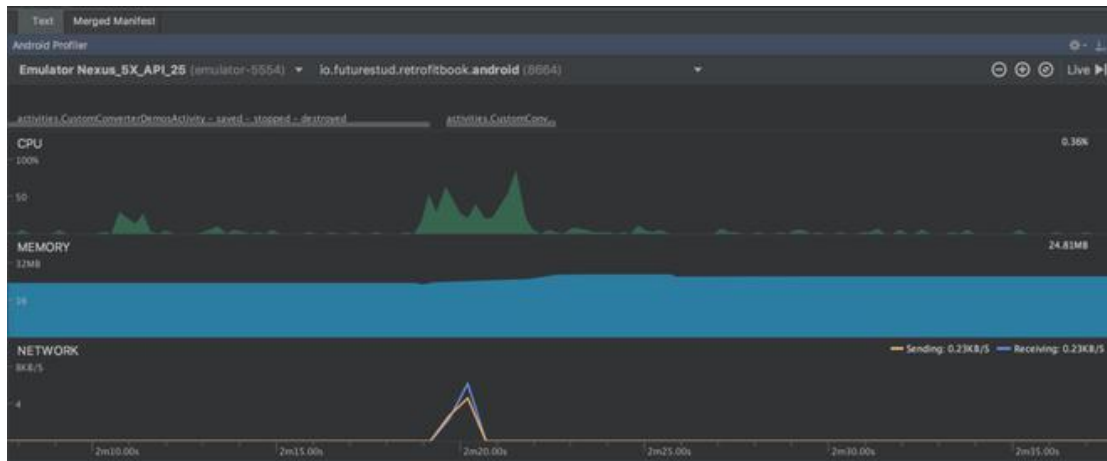 Text Merged Manifest
Android Profiler
Emulator Nexus_5X_API_25 (emulator-5554) io.futurestud.retrofitbook.android (8664) Live
activities.CustomConverterDemosActivity - saved - stopped - destroyed activities.CustomConv...
CPU 0.36%
100%
50
MEMORY 24.81MB
32MB
16
NETWORK Sending: 0.23KB/S Receiving: 0.23KB/S
8KB/S
4
2m10.00s 2m15.00s 2m20.00s 2m25.00s 2m30.00s 2m35.00s